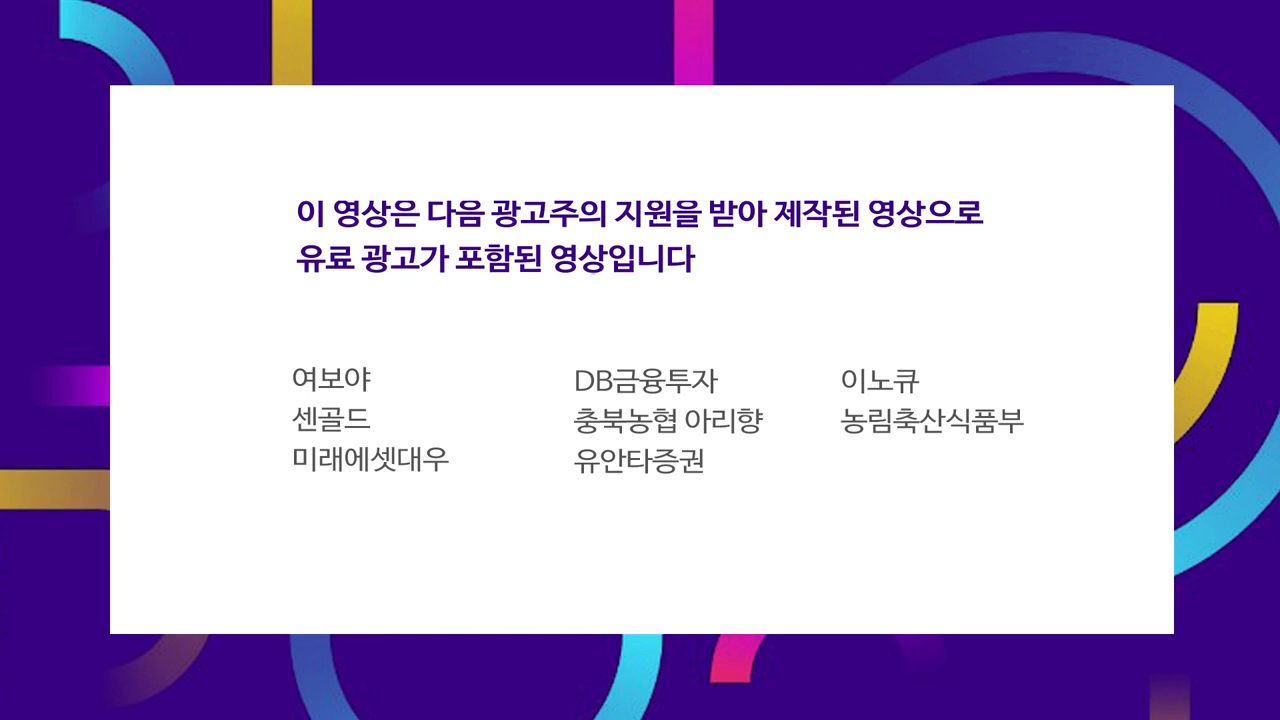 이 영상은 다음 광고주의 지원을 받아 제작된 영상으로
유료 광고가 포함된 영상입니다
여보야
센골드
미래에셋대우
DB금융투자
충북농협 아리향
유안타증권
이노큐
농림축산식품부